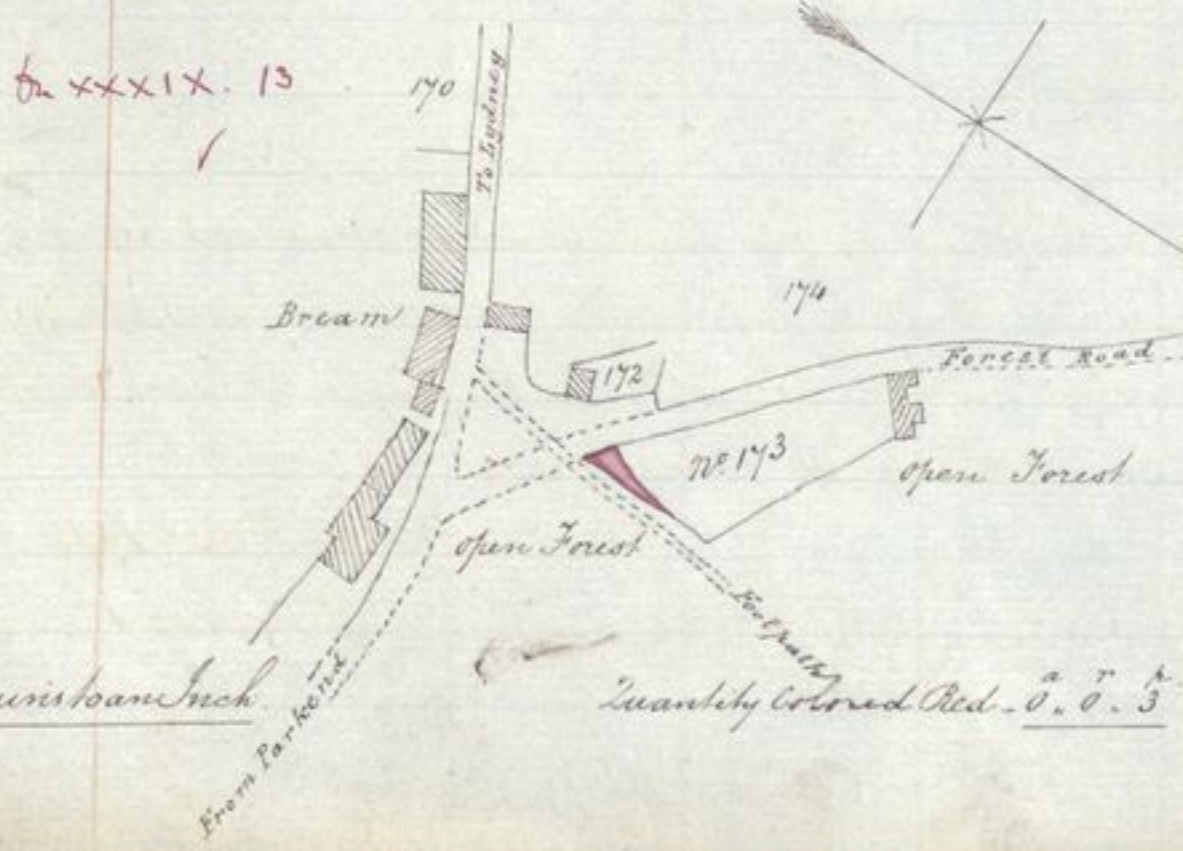 XXXIX. 13
170
To Lydney
174
Bream
172
Forest Road
No. 173
open Forest
open Forest
Footpath
Inch
Quantity Colored Red - 0. 0. 3
a r p
From Parkend